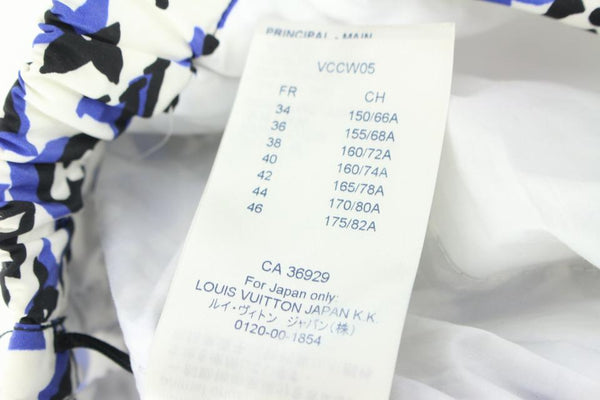 PRINCIPAL - MAIN
VCCW05
FR CH
34 150/66A
36 155/68A
38 160/72A
40 160/74A
42 165/78A
44 170/80A
46 175/82A
CA 36929
For Japan only:
LOUIS VUITTON JAPAN K.K.
ルイ・ヴィトン ジャパン(株)
0120-00-1854